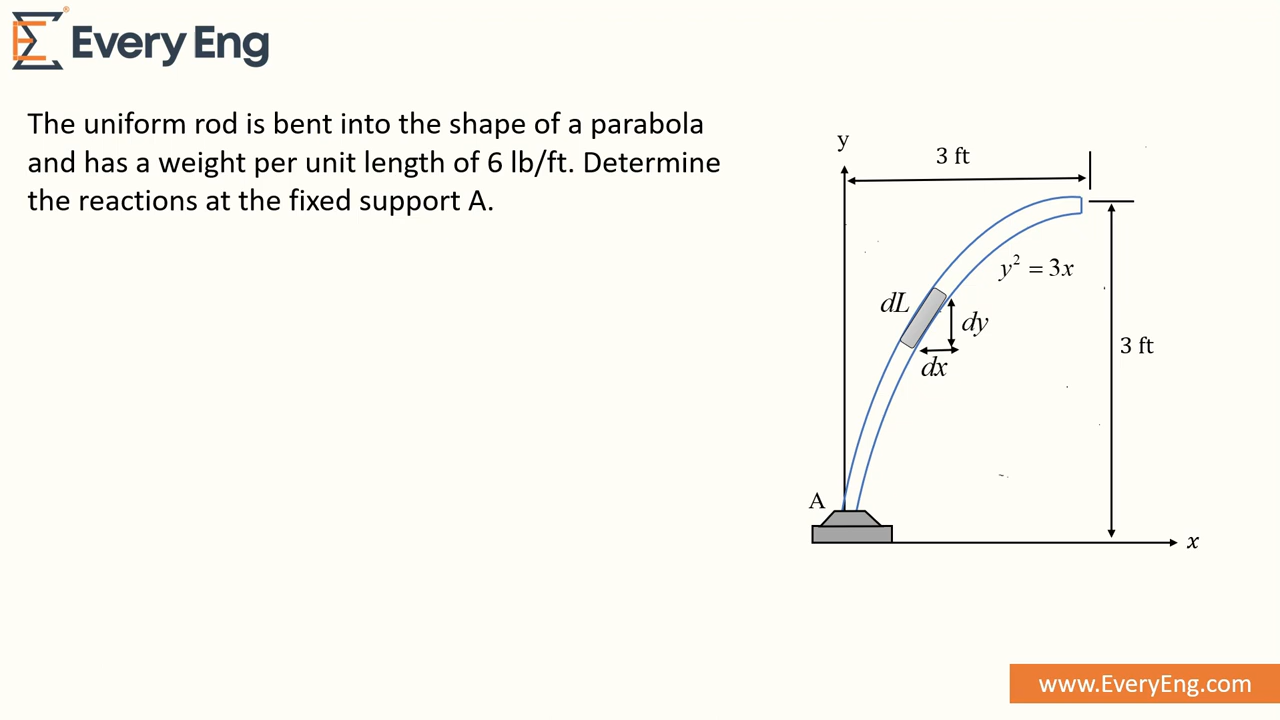 Every Eng
The uniform rod is bent into the shape of a parabola
and has a weight per unit length of 6 lb/ft. Determine
the reactions at the fixed support A.
y
3 ft
y² = 3x
dL
dy
dx
3 ft
A
x
www.EveryEng.com